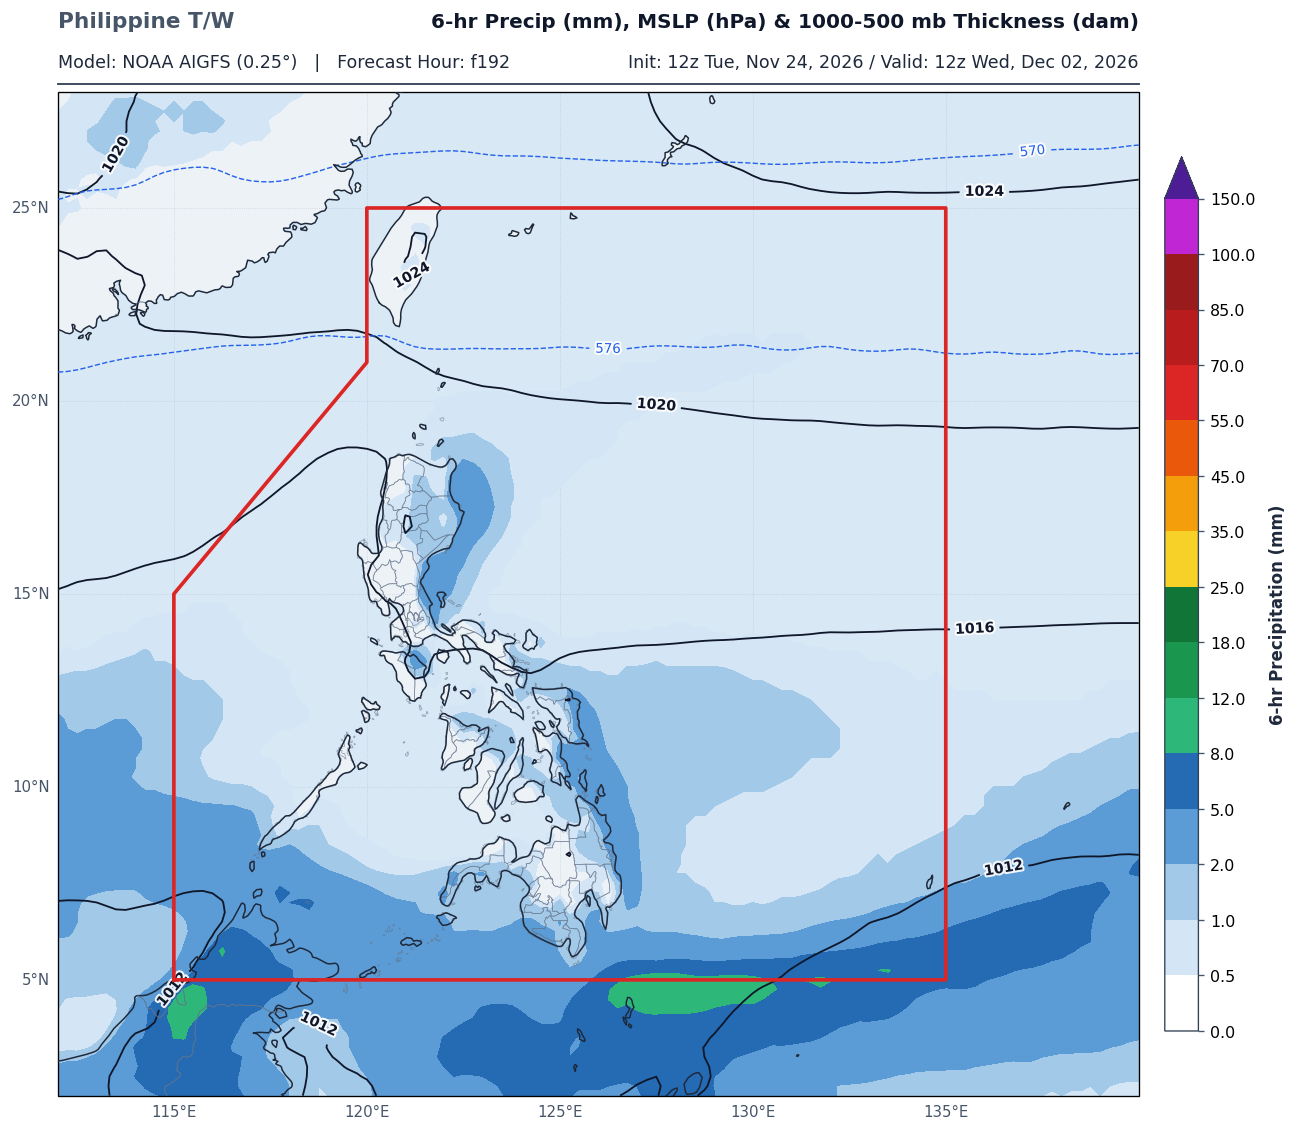 Philippine T/W
6-hr Precip (mm), MSLP (hPa) & 1000-500 mb Thickness (dam)
Model: NOAA AIGFS (0.25°) | Forecast Hour: f192
Init: 12z Tue, Nov 24, 2026 / Valid: 12z Wed, Dec 02, 2026
1020
570
1024
25°N
1024
576
20°N
1020
15°N
1016
10°N
1012
5°N
1012
1012
115°E
120°E
125°E
130°E
135°E
150.0
100.0
85.0
70.0
55.0
45.0
35.0
25.0
18.0
12.0
8.0
5.0
2.0
1.0
0.5
0.0
6-hr Precipitation (mm)